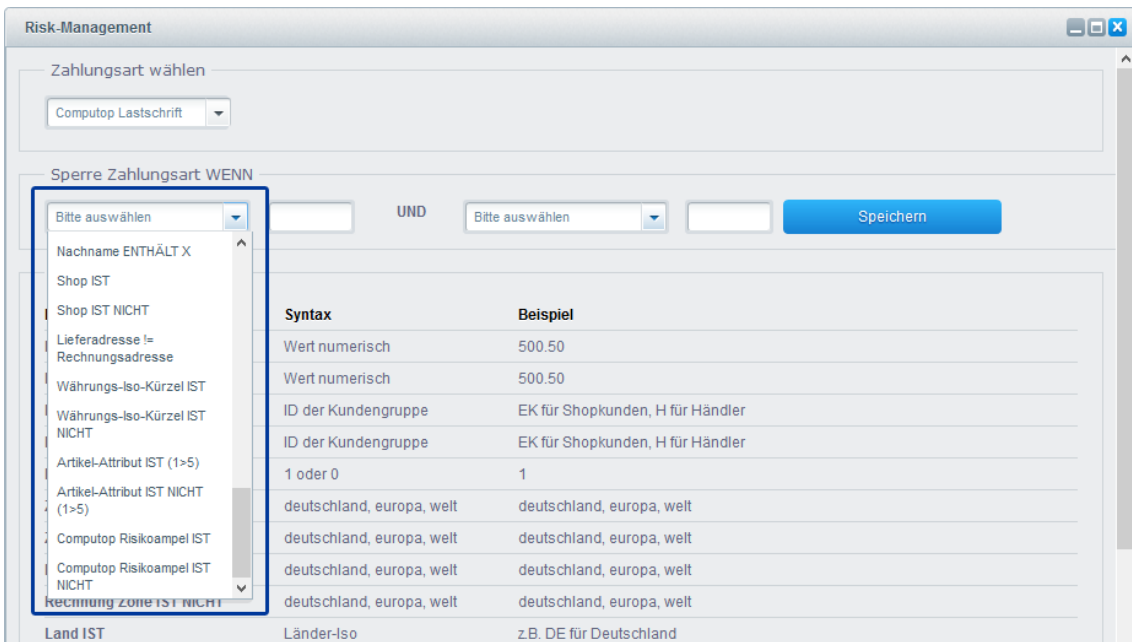 Risk-Management
Zahlungsart wählen
Computop Lastschrift
Sperre Zahlungsart WENN
Bitte auswählen
UND
Bitte auswählen
Speichern
Nachname ENTHÄLT X
Shop IST
Shop IST NICHT
Lieferadresse !=
Rechnungsadresse
Währungs-Iso-Kürzel IST
Währungs-Iso-Kürzel IST
NICHT
Artikel-Attribut IST (1>5)
Artikel-Attribut IST NICHT
(1>5)
Computop Risikoampel IST
Computop Risikoampel IST
NICHT
Syntax Beispiel
Wert numerisch 500.50
Wert numerisch 500.50
ID der Kundengruppe EK für Shopkunden, H für Händler
ID der Kundengruppe EK für Shopkunden, H für Händler
1 oder 0 1
deutschland, europa, welt deutschland, europa, welt
deutschland, europa, welt deutschland, europa, welt
deutschland, europa, welt deutschland, europa, welt
Rechnung Zone IST NICHT deutschland, europa, welt deutschland, europa, welt
Land IST Länder-Iso z.B. DE für Deutschland